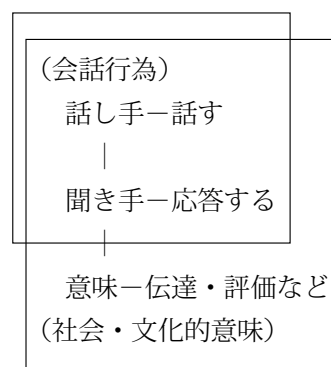 (会話行為)
話し手－話す
｜
聞き手－応答する
｜
意味－伝達・評価など
(社会・文化的意味)